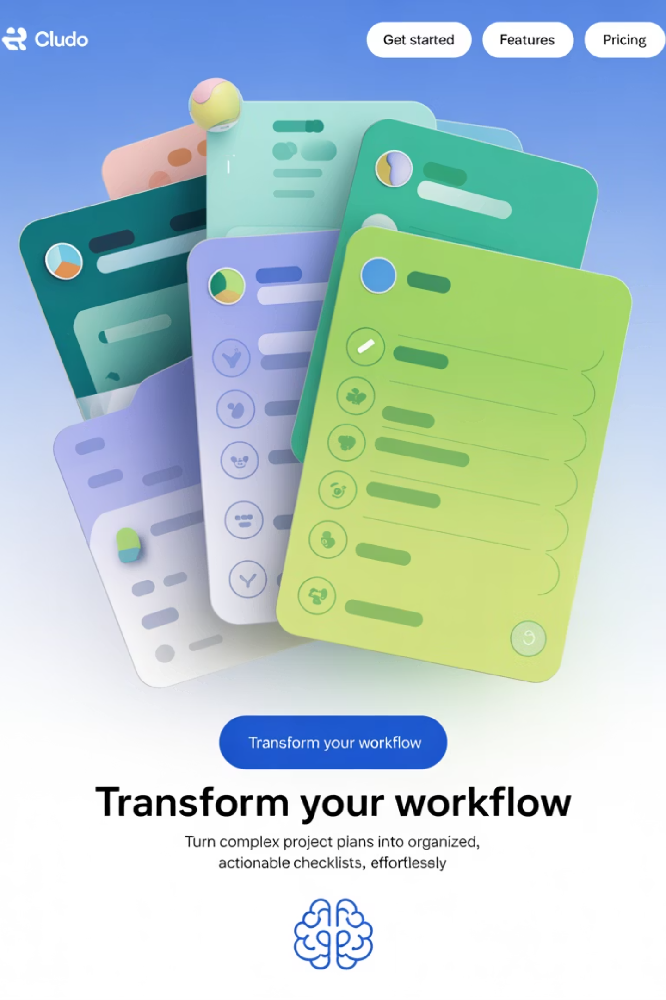 Cludo
Get started
Features
Pricing
Transform your workflow
Transform your workflow
Turn complex project plans into organized,
actionable checklists, effortlessly